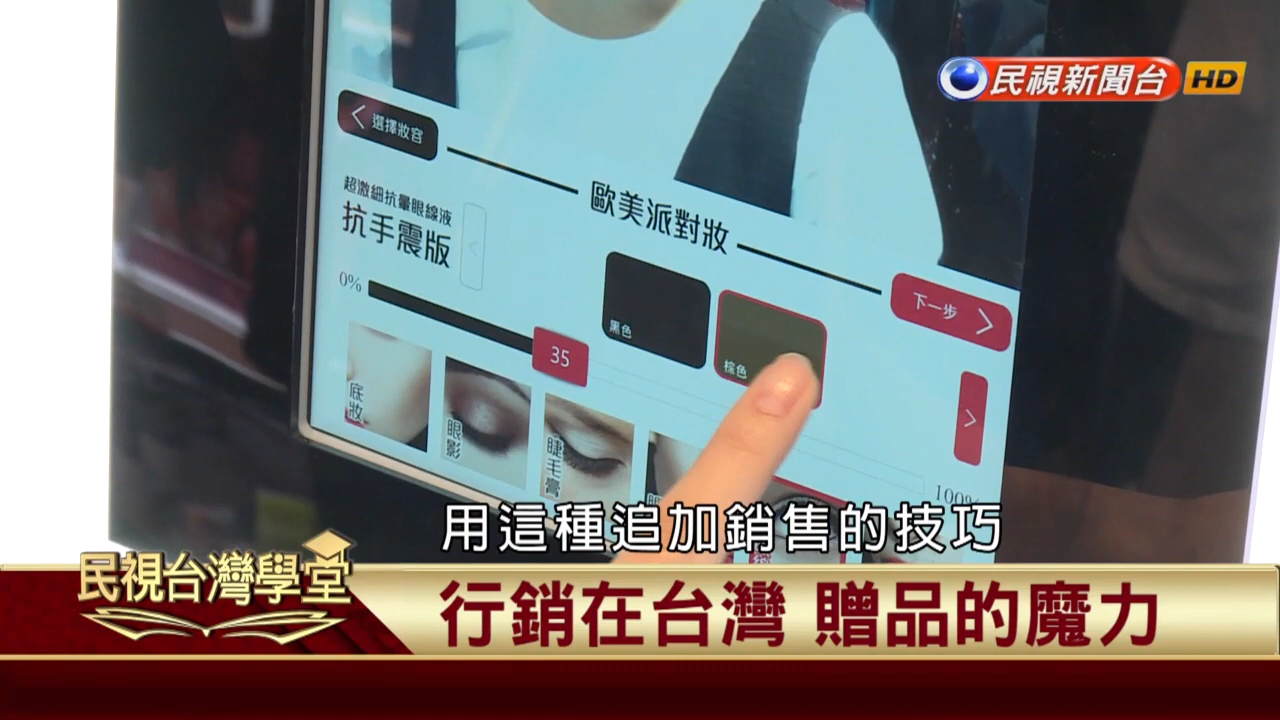 民視新聞台 HD
選擇妝容
歐美派對妝
超激細抗暈眼線液
抗手震版
下一步
0%
35
100%
黑色
棕色
底妝
眼影
睫毛膏
用這種追加銷售的技巧
民視台灣學堂
行銷在台灣 贈品的魔力